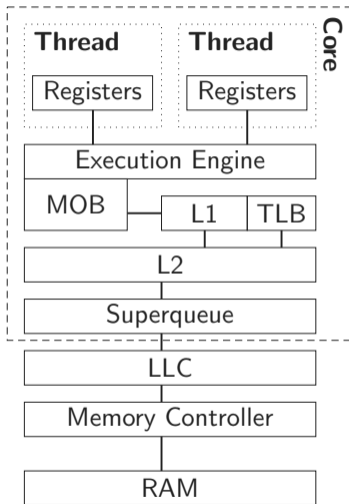 Thread
Thread
Core
Registers
Registers
Execution Engine
MOB
L1
TLB
L2
Superqueue
LLC
Memory Controller
RAM